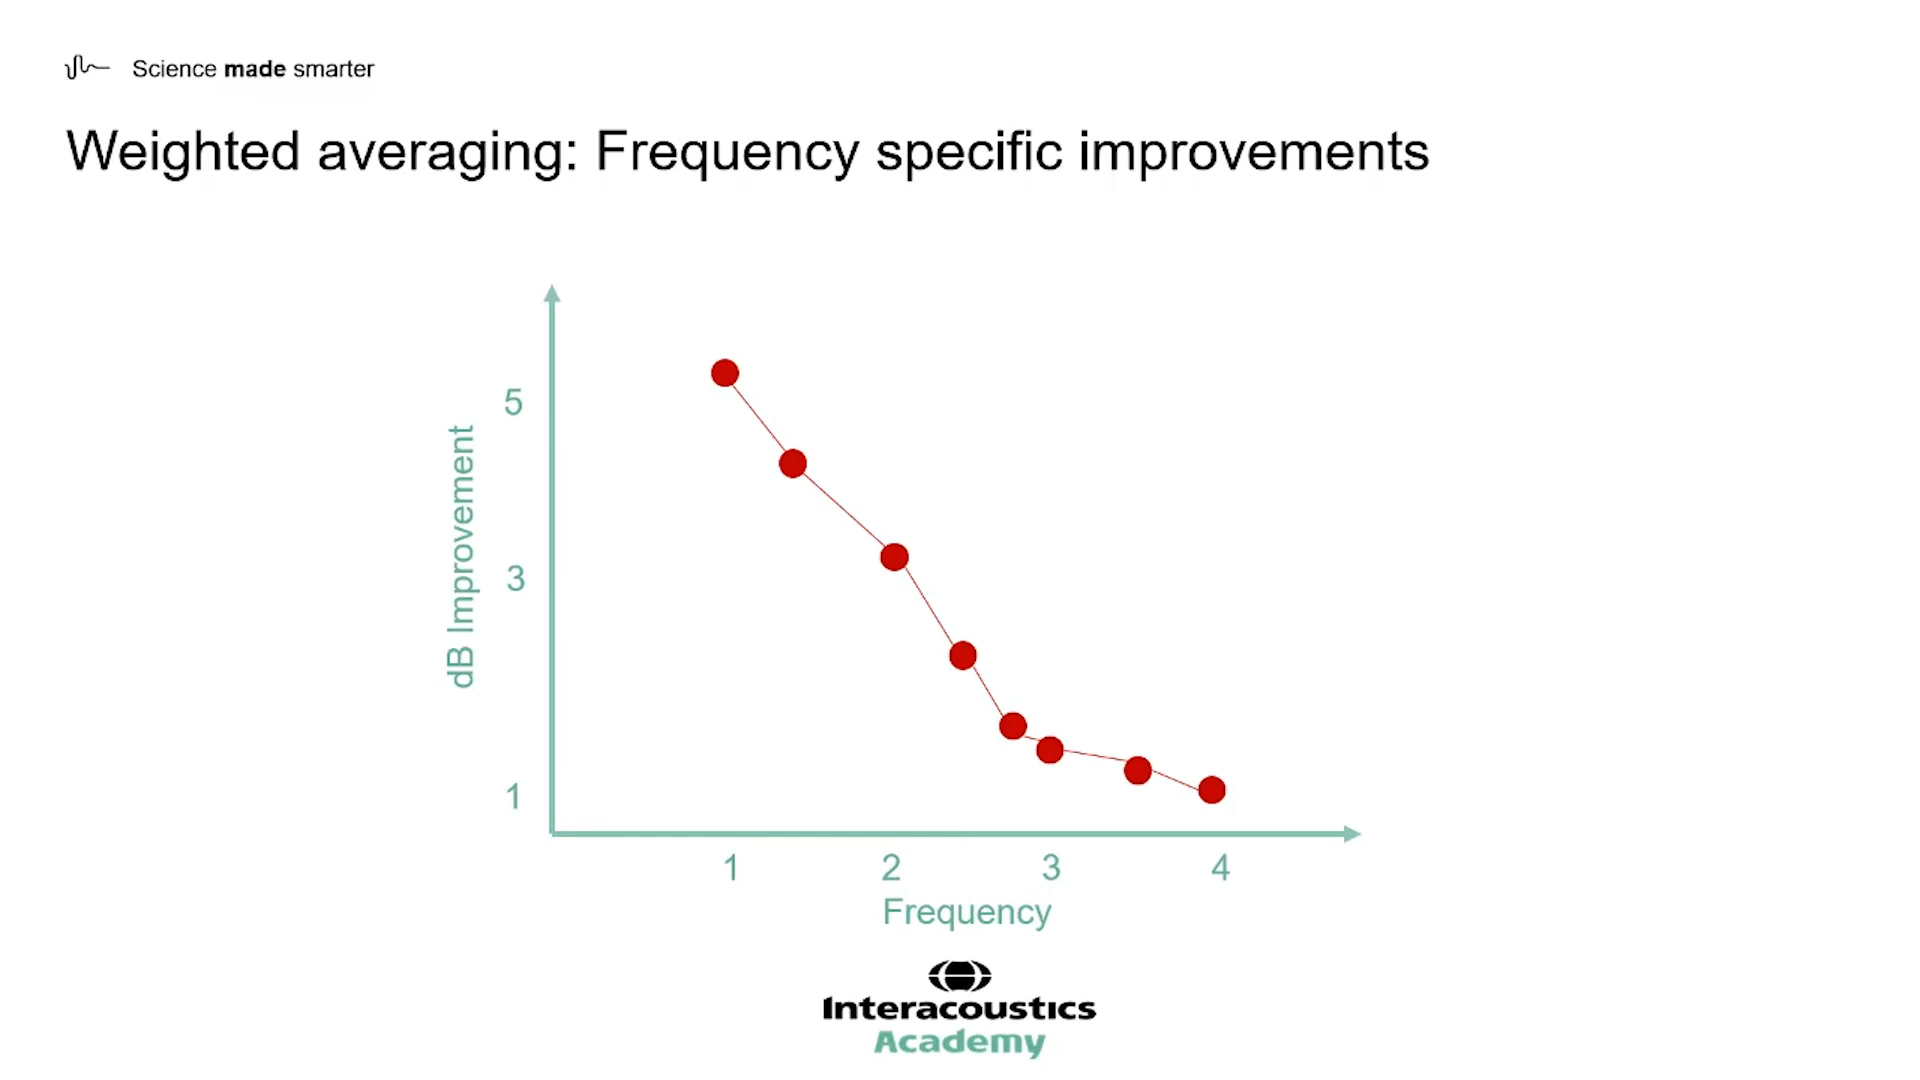 Science made smarter
Weighted averaging: Frequency specific improvements
5
3
1
dB Improvement
1 2 3 4
Frequency
Interacoustics
Academy